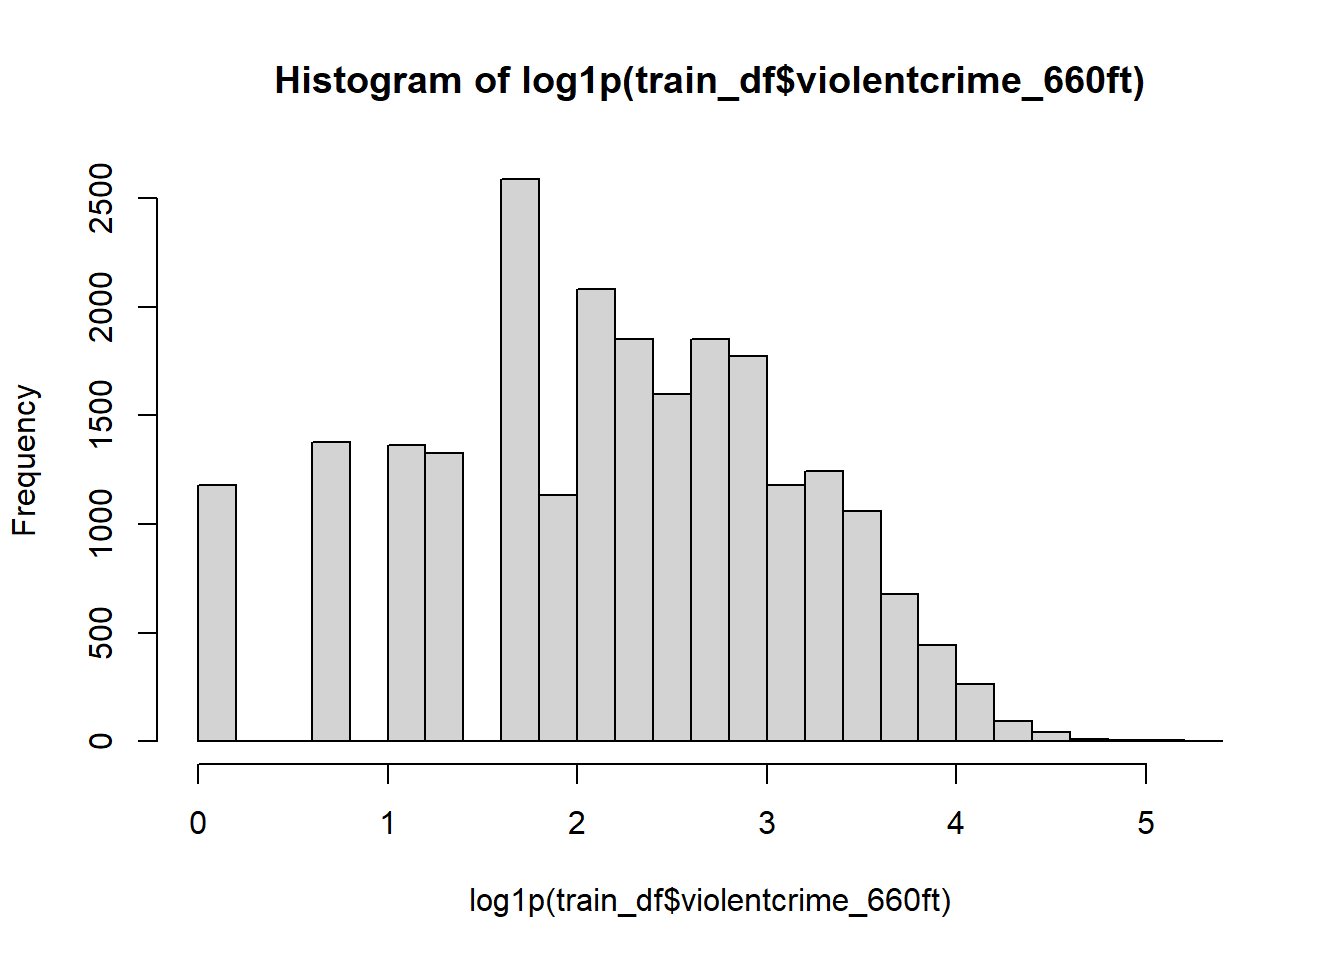 Histogram of log1p(train_df$violentcrime_660ft)
Frequency
2500
2000
1500
1000
500
0
0 1 2 3 4 5
log1p(train_df$violentcrime_660ft)